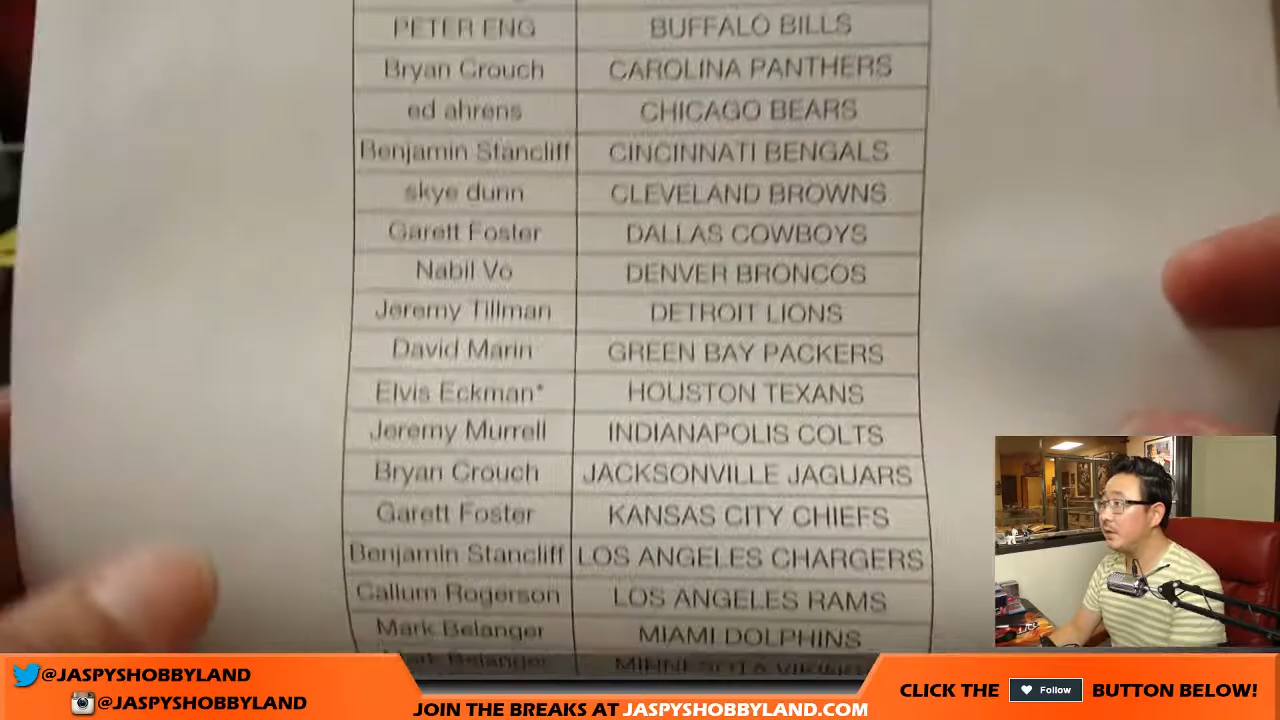 PETER ENG BUFFALO BILLS
Bryan Crouch CAROLINA PANTHERS
ed ahrens CHICAGO BEARS
Benjamin Stancliff CINCINNATI BENGALS
skye dunn CLEVELAND BROWNS
Garett Foster DALLAS COWBOYS
Nabil Vo DENVER BRONCOS
Jeremy Tillman DETROIT LIONS
David Marin GREEN BAY PACKERS
Elvis Eckman* HOUSTON TEXANS
Jeremy Murrell INDIANAPOLIS COLTS
Bryan Crouch JACKSONVILLE JAGUARS
Garett Foster KANSAS CITY CHIEFS
Benjamin Stancliff LOS ANGELES CHARGERS
Callum Rogerson LOS ANGELES RAMS
Mark Belanger MIAMI DOLPHINS
Mark Belanger MINNESOTA VIKINGS
@JASPYSHOBBYLAND
@JASPYSHOBBYLAND
JOIN THE BREAKS AT JASPYSHOBBYLAND.COM
CLICK THE Follow BUTTON BELOW!